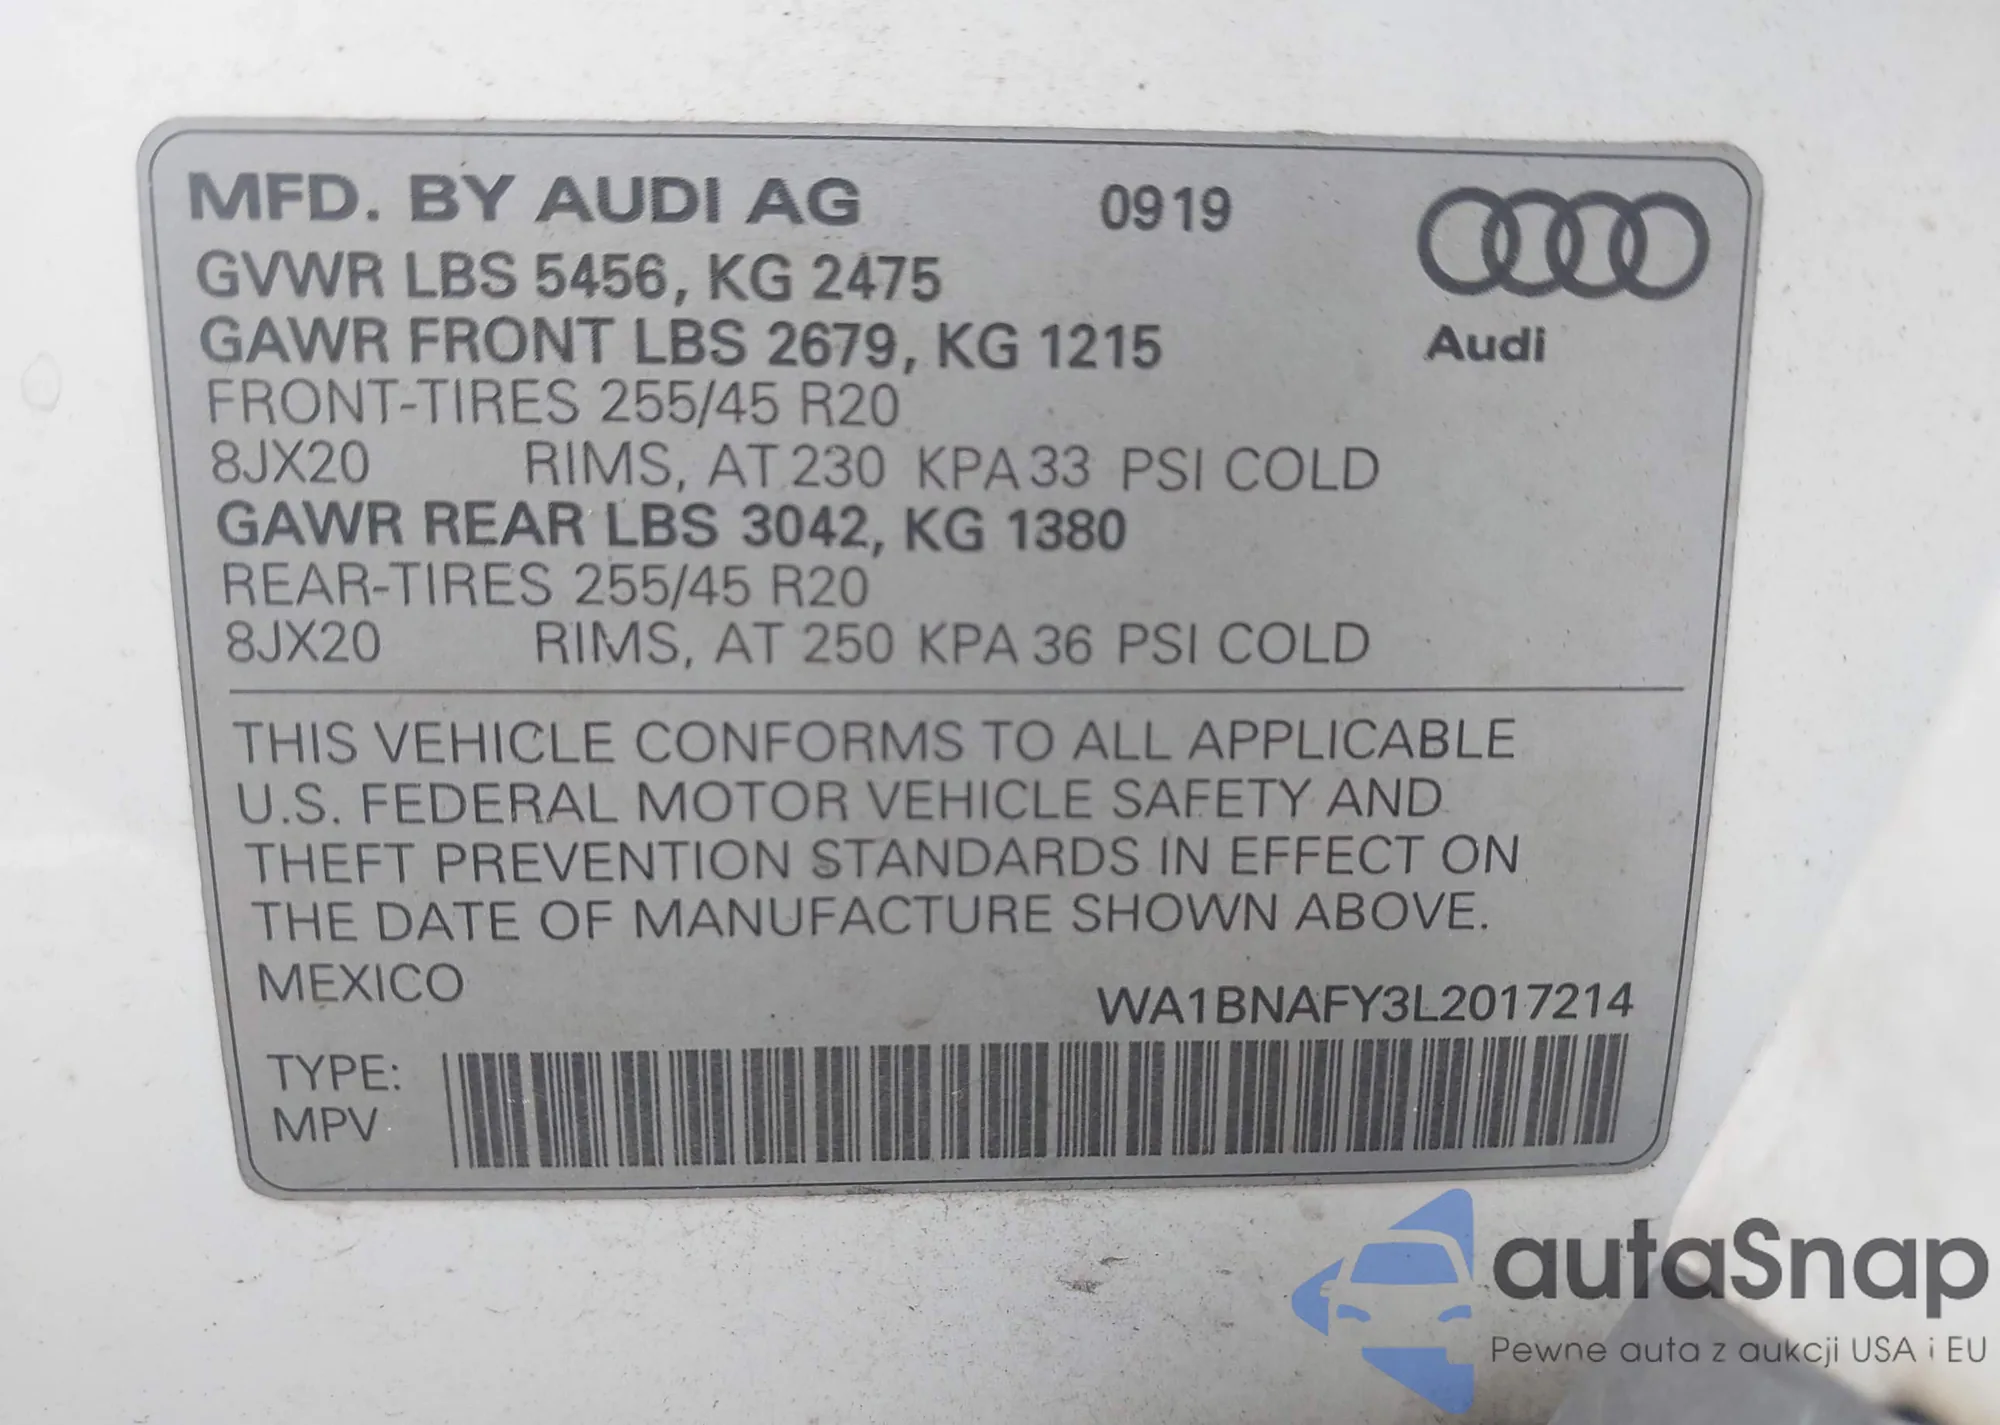 MFD. BY AUDI AG 0919
GVWR LBS 5456, KG 2475
GAWR FRONT LBS 2679, KG 1215
Audi
FRONT-TIRES 255/45 R20
8JX20 RIMS, AT 230 KPA 33 PSI COLD
GAWR REAR LBS 3042, KG 1380
REAR-TIRES 255/45 R20
8JX20 RIMS, AT 250 KPA 36 PSI COLD
THIS VEHICLE CONFORMS TO ALL APPLICABLE
U.S. FEDERAL MOTOR VEHICLE SAFETY AND
THEFT PREVENTION STANDARDS IN EFFECT ON
THE DATE OF MANUFACTURE SHOWN ABOVE.
MEXICO WA1BNAFY3L2017214
TYPE:
MPV
autaSnap
Pewne auta z aukcji USA i EU